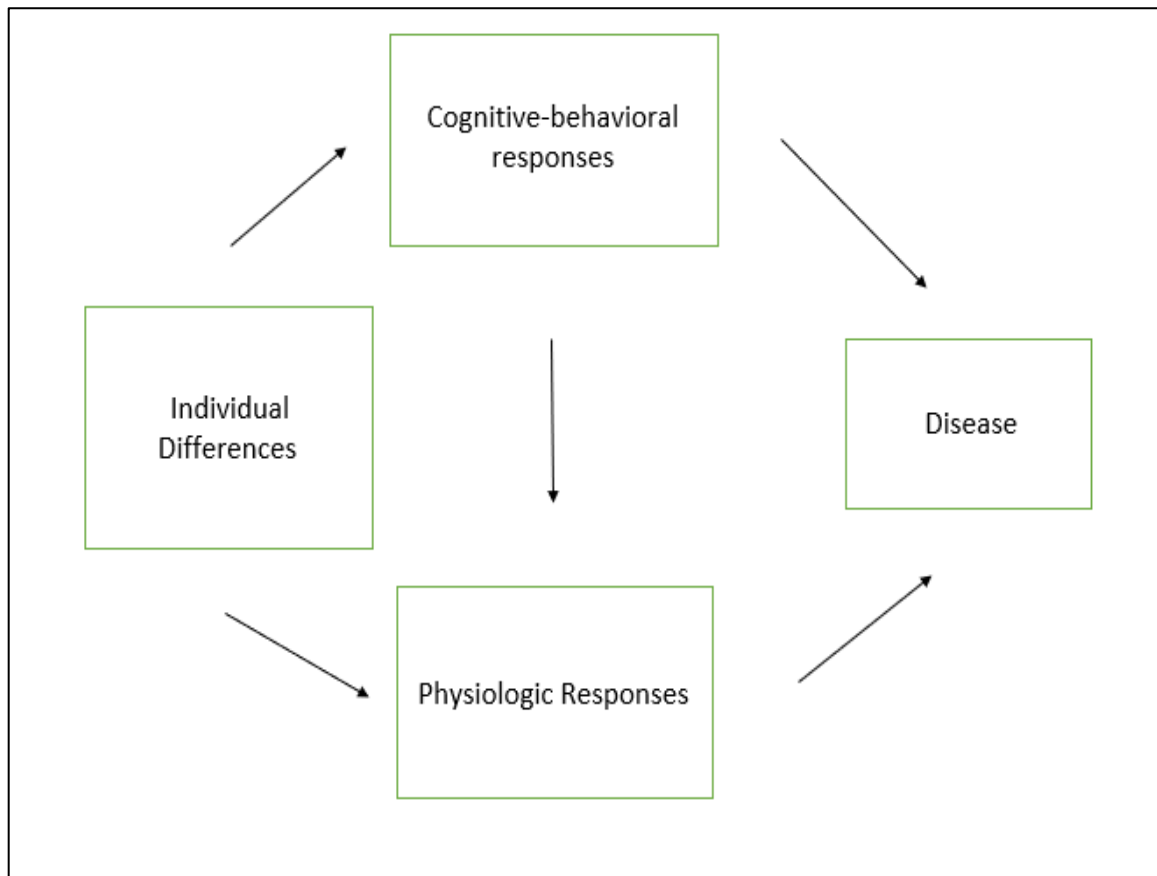 Cognitive-behavioral
responses
Individual
Differences
Disease
Physiologic Responses